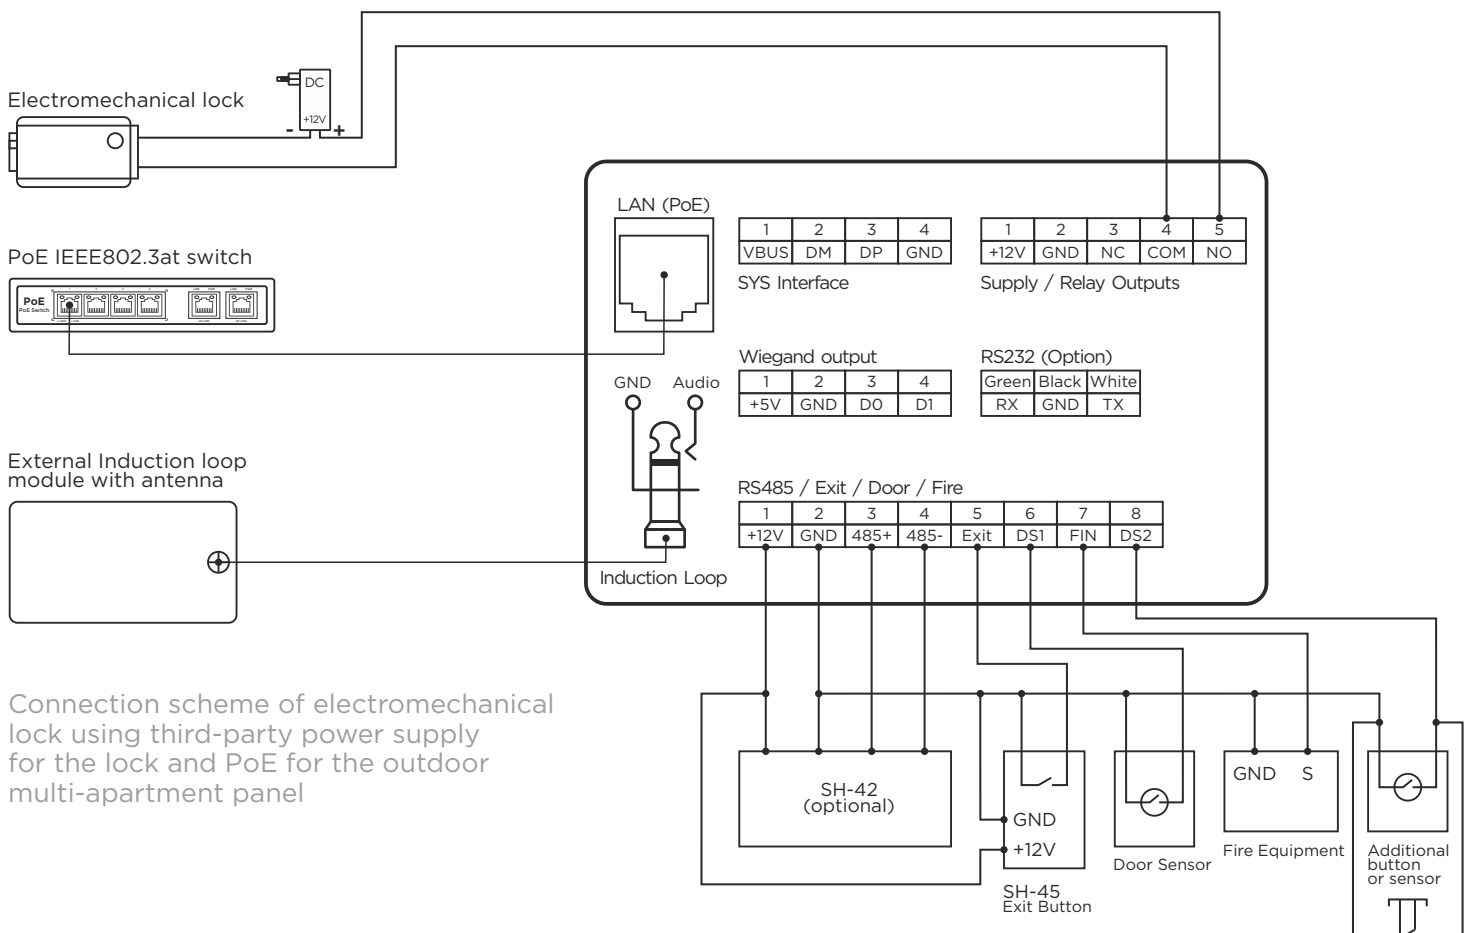 DC
+12V
- +
Electromechanical lock
LAN (PoE)
1 2 3 4
VBUS DM DP GND
SYS Interface
1 2 3 4 5
+12V GND NC COM NO
Supply / Relay Outputs
PoE IEEE802.3at switch
PoE
PoE Switch
Wiegand output
1 2 3 4
+5V GND D0 D1
RS232 (Option)
Green Black White
RX GND TX
GND Audio
External Induction loop
module with antenna
RS485 / Exit / Door / Fire
1 2 3 4 5 6 7 8
+12V GND 485+ 485- Exit DS1 FIN DS2
Induction Loop
Connection scheme of electromechanical
lock using third-party power supply
for the lock and PoE for the outdoor
multi-apartment panel
SH-42
(optional)
GND
+12V
SH-45
Exit Button
Door Sensor
GND S
Fire Equipment
Additional
button
or sensor